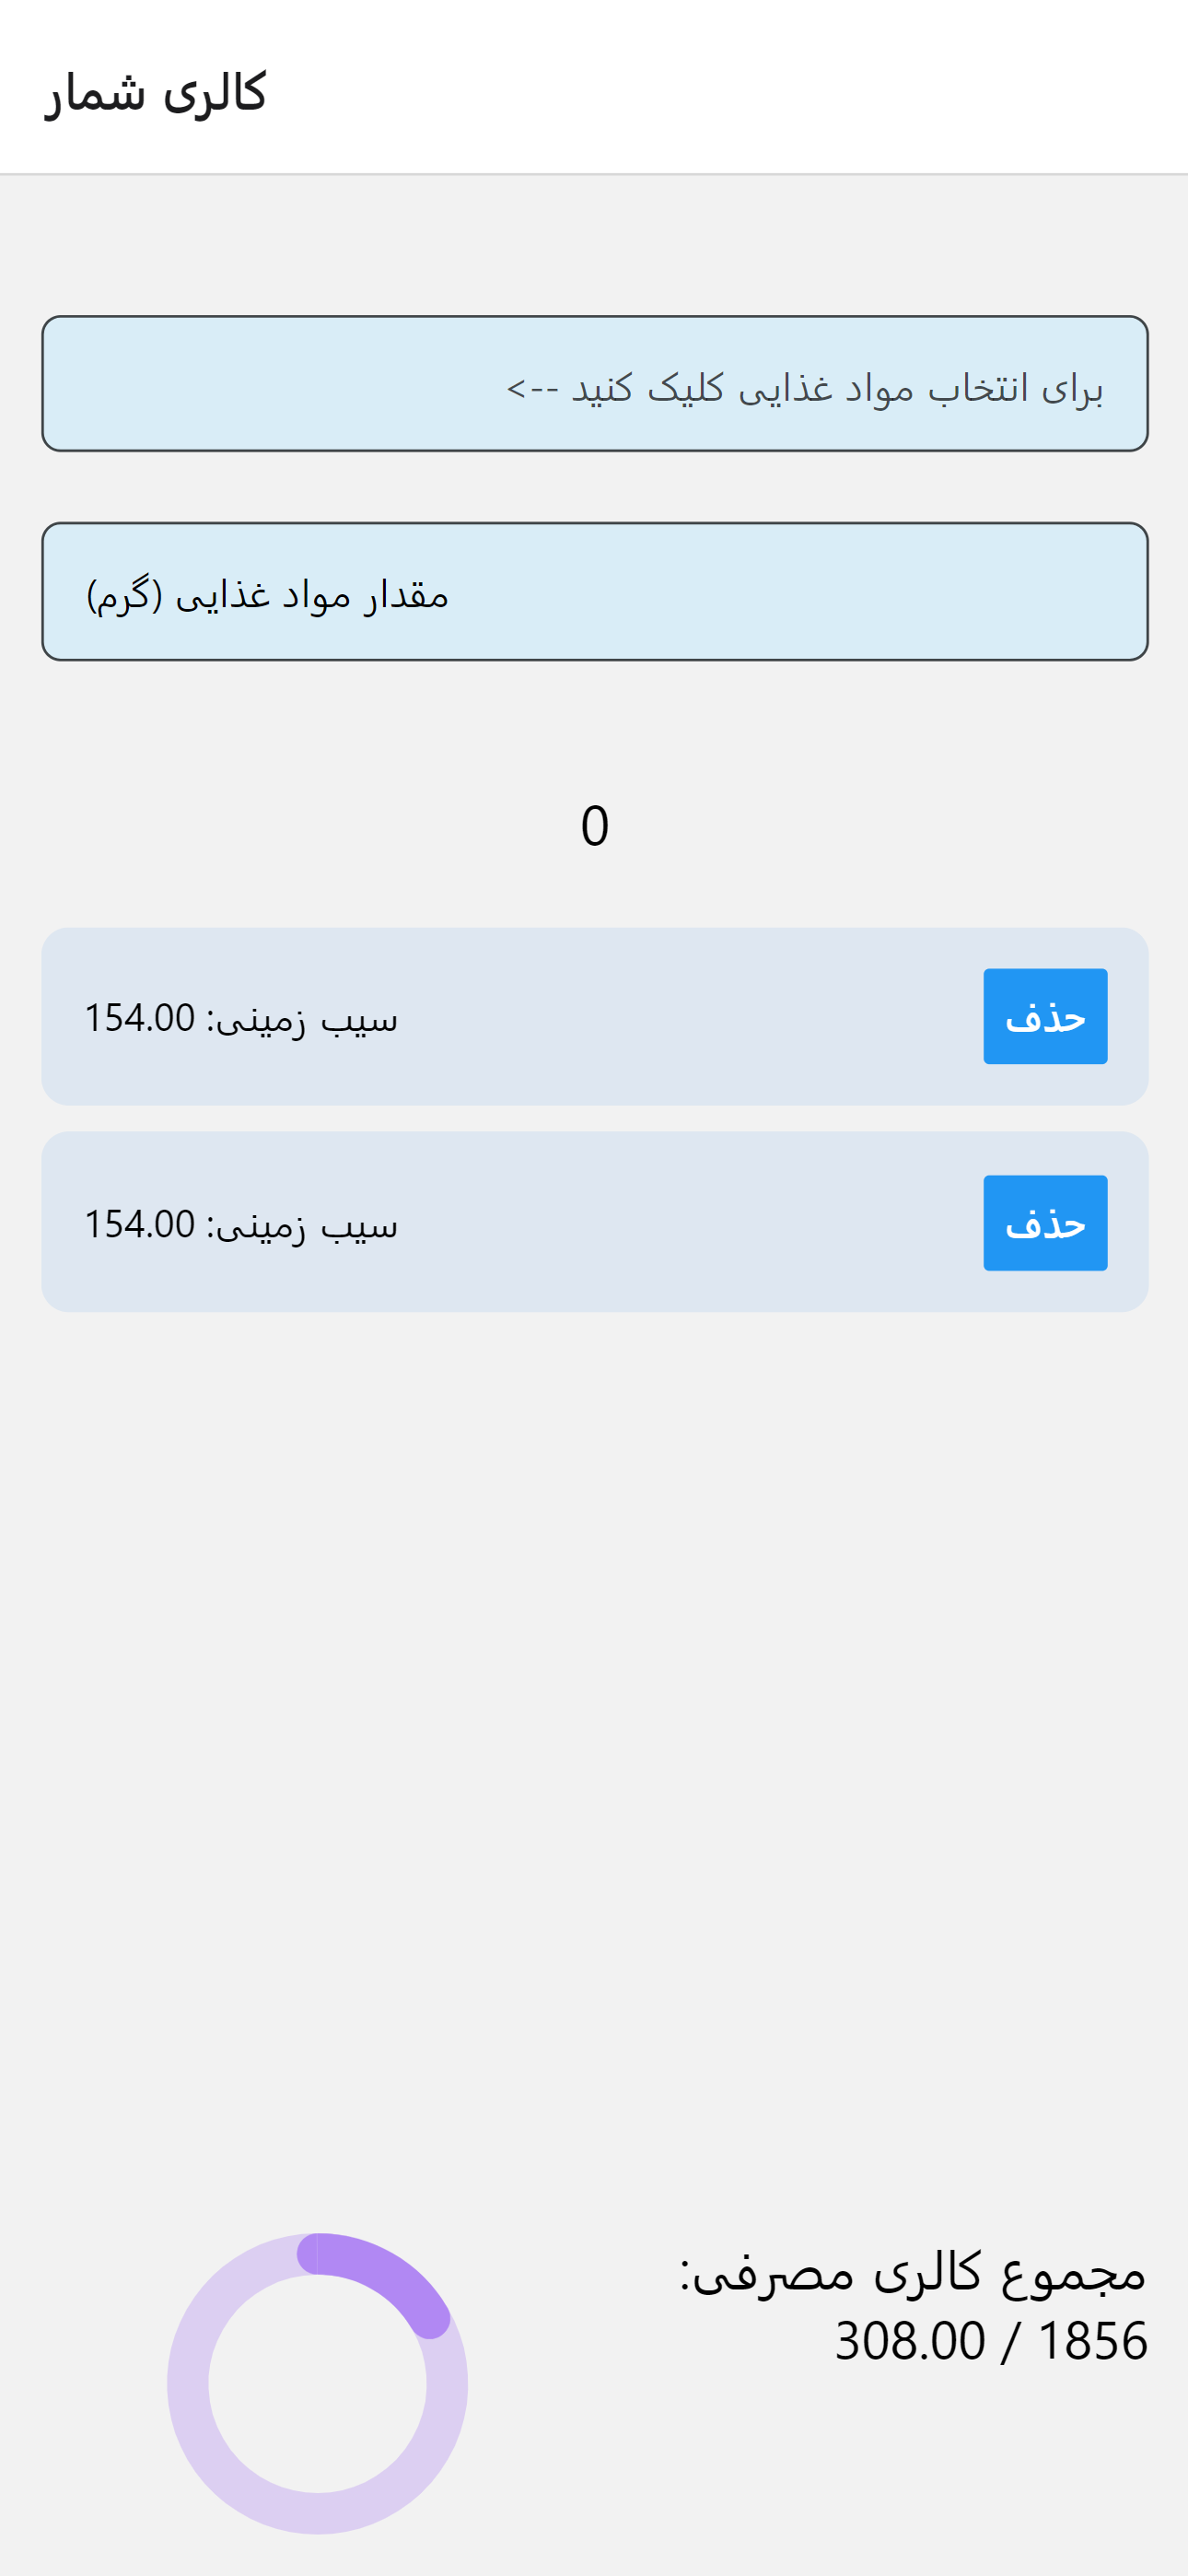 کالری شمار
برای انتخاب مواد غذایی کلیک کنید -->
مقدار مواد غذایی (گرم)
0
سیب زمینی: 154.00
حذف
سیب زمینی: 154.00
حذف
مجموع کالری مصرفی:
308.00 / 1856